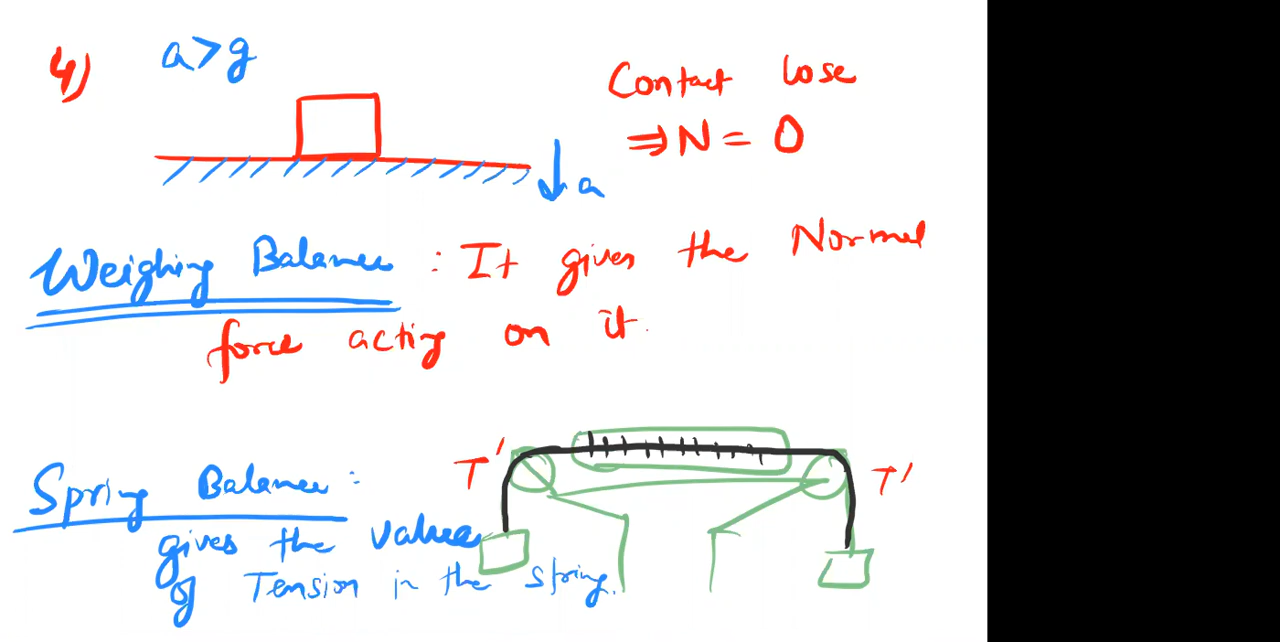 4) a>g
Contact lose
⇒ N = 0
a
Weighing Balance : It gives the Normal
force acting on it.
T' T'
Spring Balance :
gives the value
of Tension in the string.